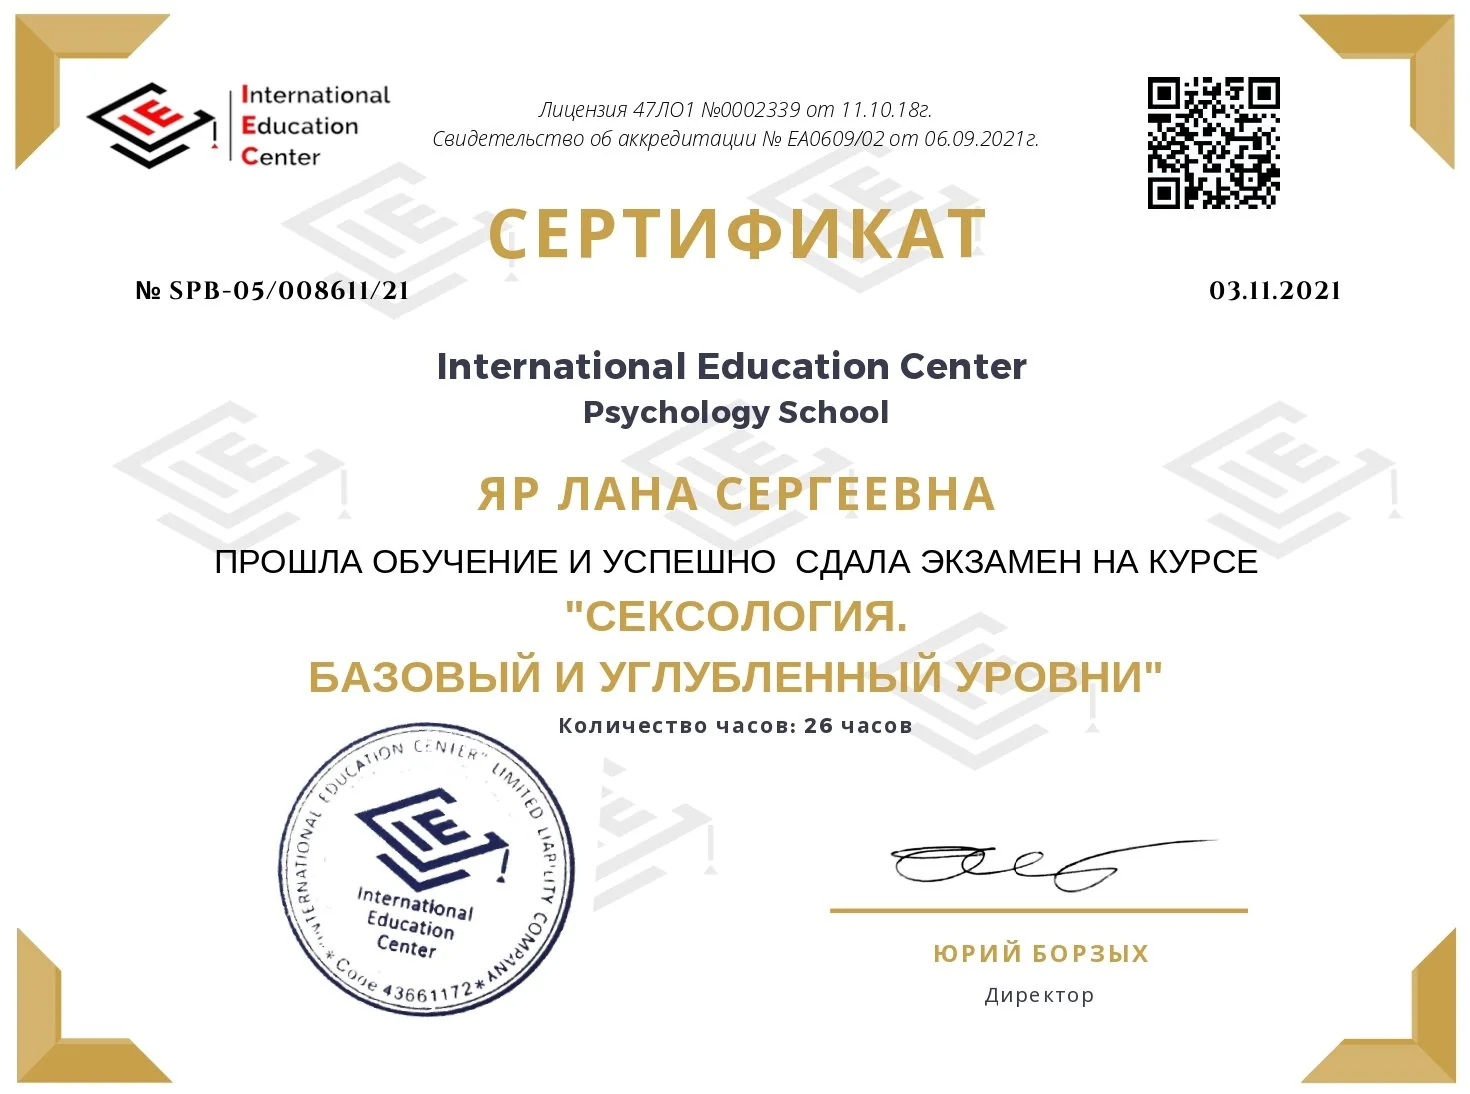 International
Education
Center
Лицензия 47ЛО1 №0002339 от 11.10.18г.
Свидетельство об аккредитации № EA0609/02 от 06.09.2021г.
СЕРТИФИКАТ
№ SPB-05/008611/21
03.11.2021
International Education Center
Psychology School
ЯР ЛАНА СЕРГЕЕВНА
ПРОШЛА ОБУЧЕНИЕ И УСПЕШНО СДАЛА ЭКЗАМЕН НА КУРСЕ
"СЕКСОЛОГИЯ.
БАЗОВЫЙ И УГЛУБЛЕННЫЙ УРОВНИ"
Количество часов: 26 часов
"INTERNATIONAL EDUCATION CENTER" LIMITED LIABILITY COMPANY
International
Education
Center
* Code 43661172 *
ЮРИЙ БОРЗЫХ
Директор